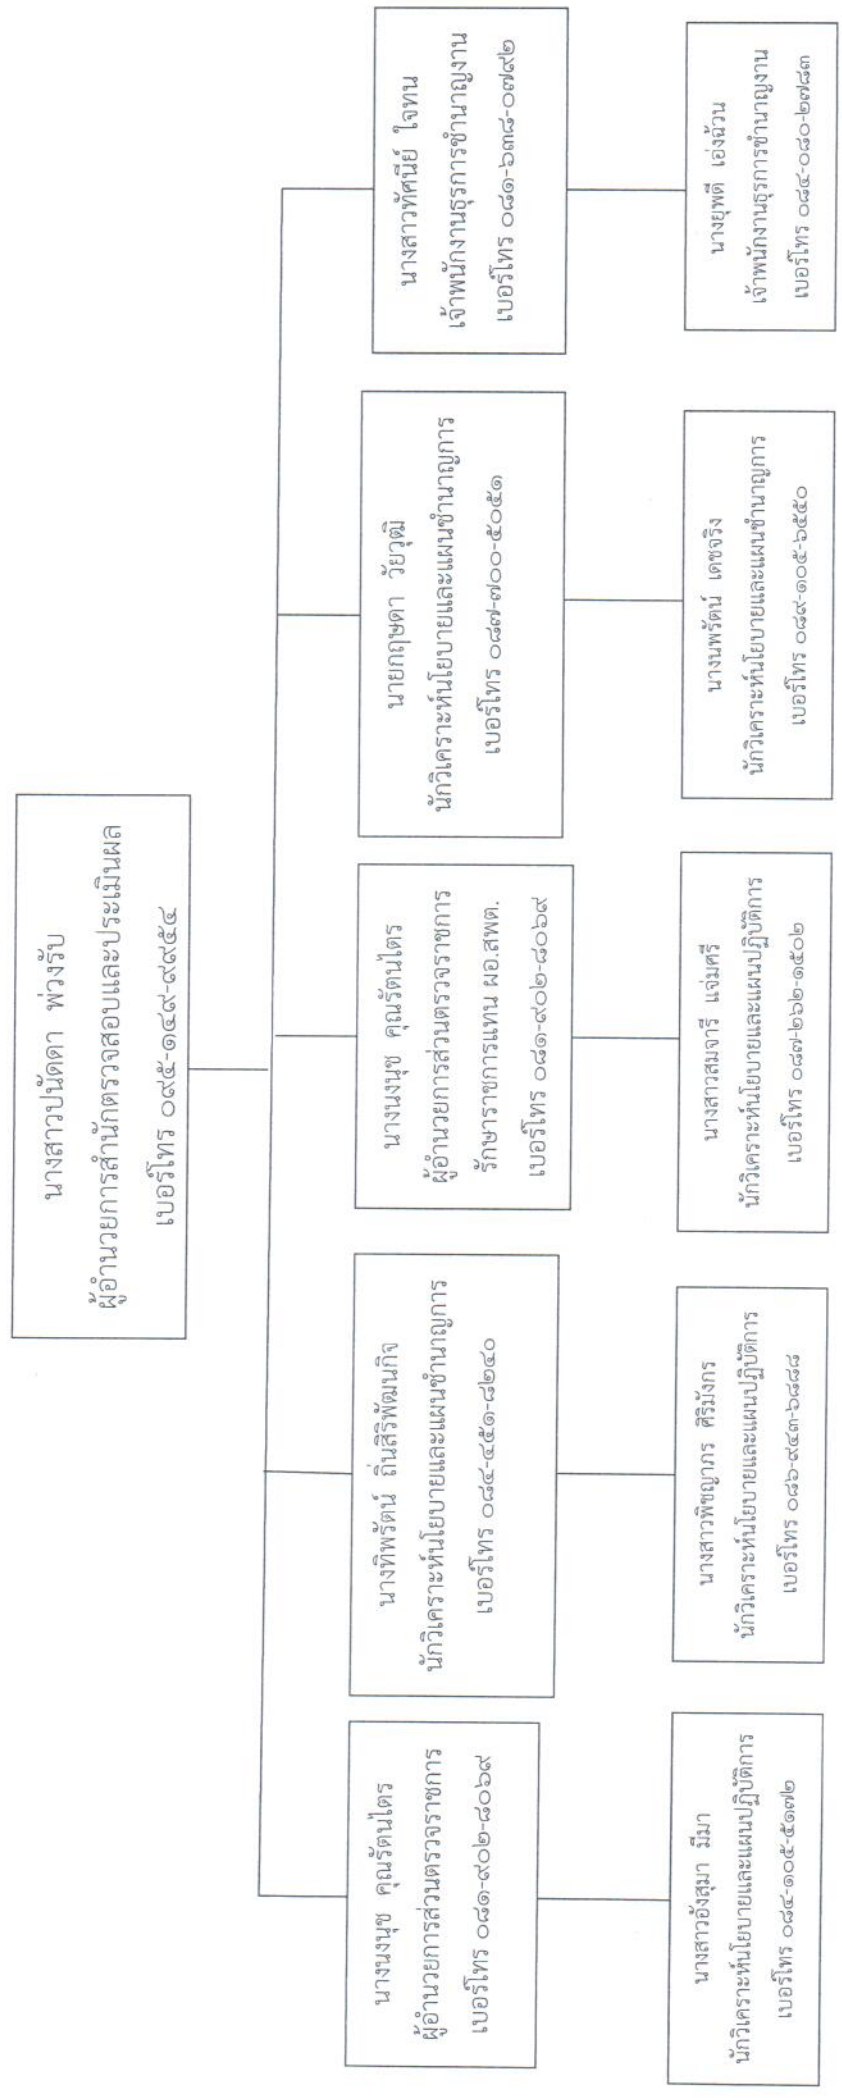 นางสาวปนัดดา พ่วงรับ
ผู้อำนวยการสำนักตรวจสอบและประเมินผล
เบอร์โทร ๐๙๕-๑๔๙-๙๙๕๔
นางนงนุช คุณรัตนไตร
ผู้อำนวยการส่วนตรวจราชการ
เบอร์โทร ๐๘๑-๙๐๒-๘๐๖๙
นางทิพรัตน์ ถิ่นสิริพัฒนกิจ
นักวิเคราะห์นโยบายและแผนชำนาญการ
เบอร์โทร ๐๘๔-๔๕๑-๘๒๔๐
นางนงนุช คุณรัตนไตร
ผู้อำนวยการส่วนตรวจราชการ
รักษาราชการแทน ผอ.สพต.
เบอร์โทร ๐๘๑-๙๐๒-๘๐๖๙
นายกฤษดา วัยวุฒิ
นักวิเคราะห์นโยบายและแผนชำนาญการ
เบอร์โทร ๐๘๗-๗๐๐-๕๐๕๑
นางสาวทัศนีย์ ใจทน
เจ้าพนักงานธุรการชำนาญงาน
เบอร์โทร ๐๘๑-๖๓๘-๐๗๙๒
นางสาวอังสุมา มีมา
นักวิเคราะห์นโยบายและแผนปฏิบัติการ
เบอร์โทร ๐๘๔-๑๐๕-๕๑๗๒
นางสาวพิชญาภร ศิริมังกร
นักวิเคราะห์นโยบายและแผนปฏิบัติการ
เบอร์โทร ๐๘๖-๙๔๓-๖๘๘๘
นางสาวสมจารี แจ่มศรี
นักวิเคราะห์นโยบายและแผนปฏิบัติการ
เบอร์โทร ๐๘๗-๒๖๒-๑๕๐๒
นางนพรัตน์ เดชจริง
นักวิเคราะห์นโยบายและแผนชำนาญการ
เบอร์โทร ๐๘๙-๑๐๕-๖๕๕๐
นางยุพดี เอ่งฉ้วน
เจ้าพนักงานธุรการชำนาญงาน
เบอร์โทร ๐๘๔-๐๘๐-๒๗๘๓